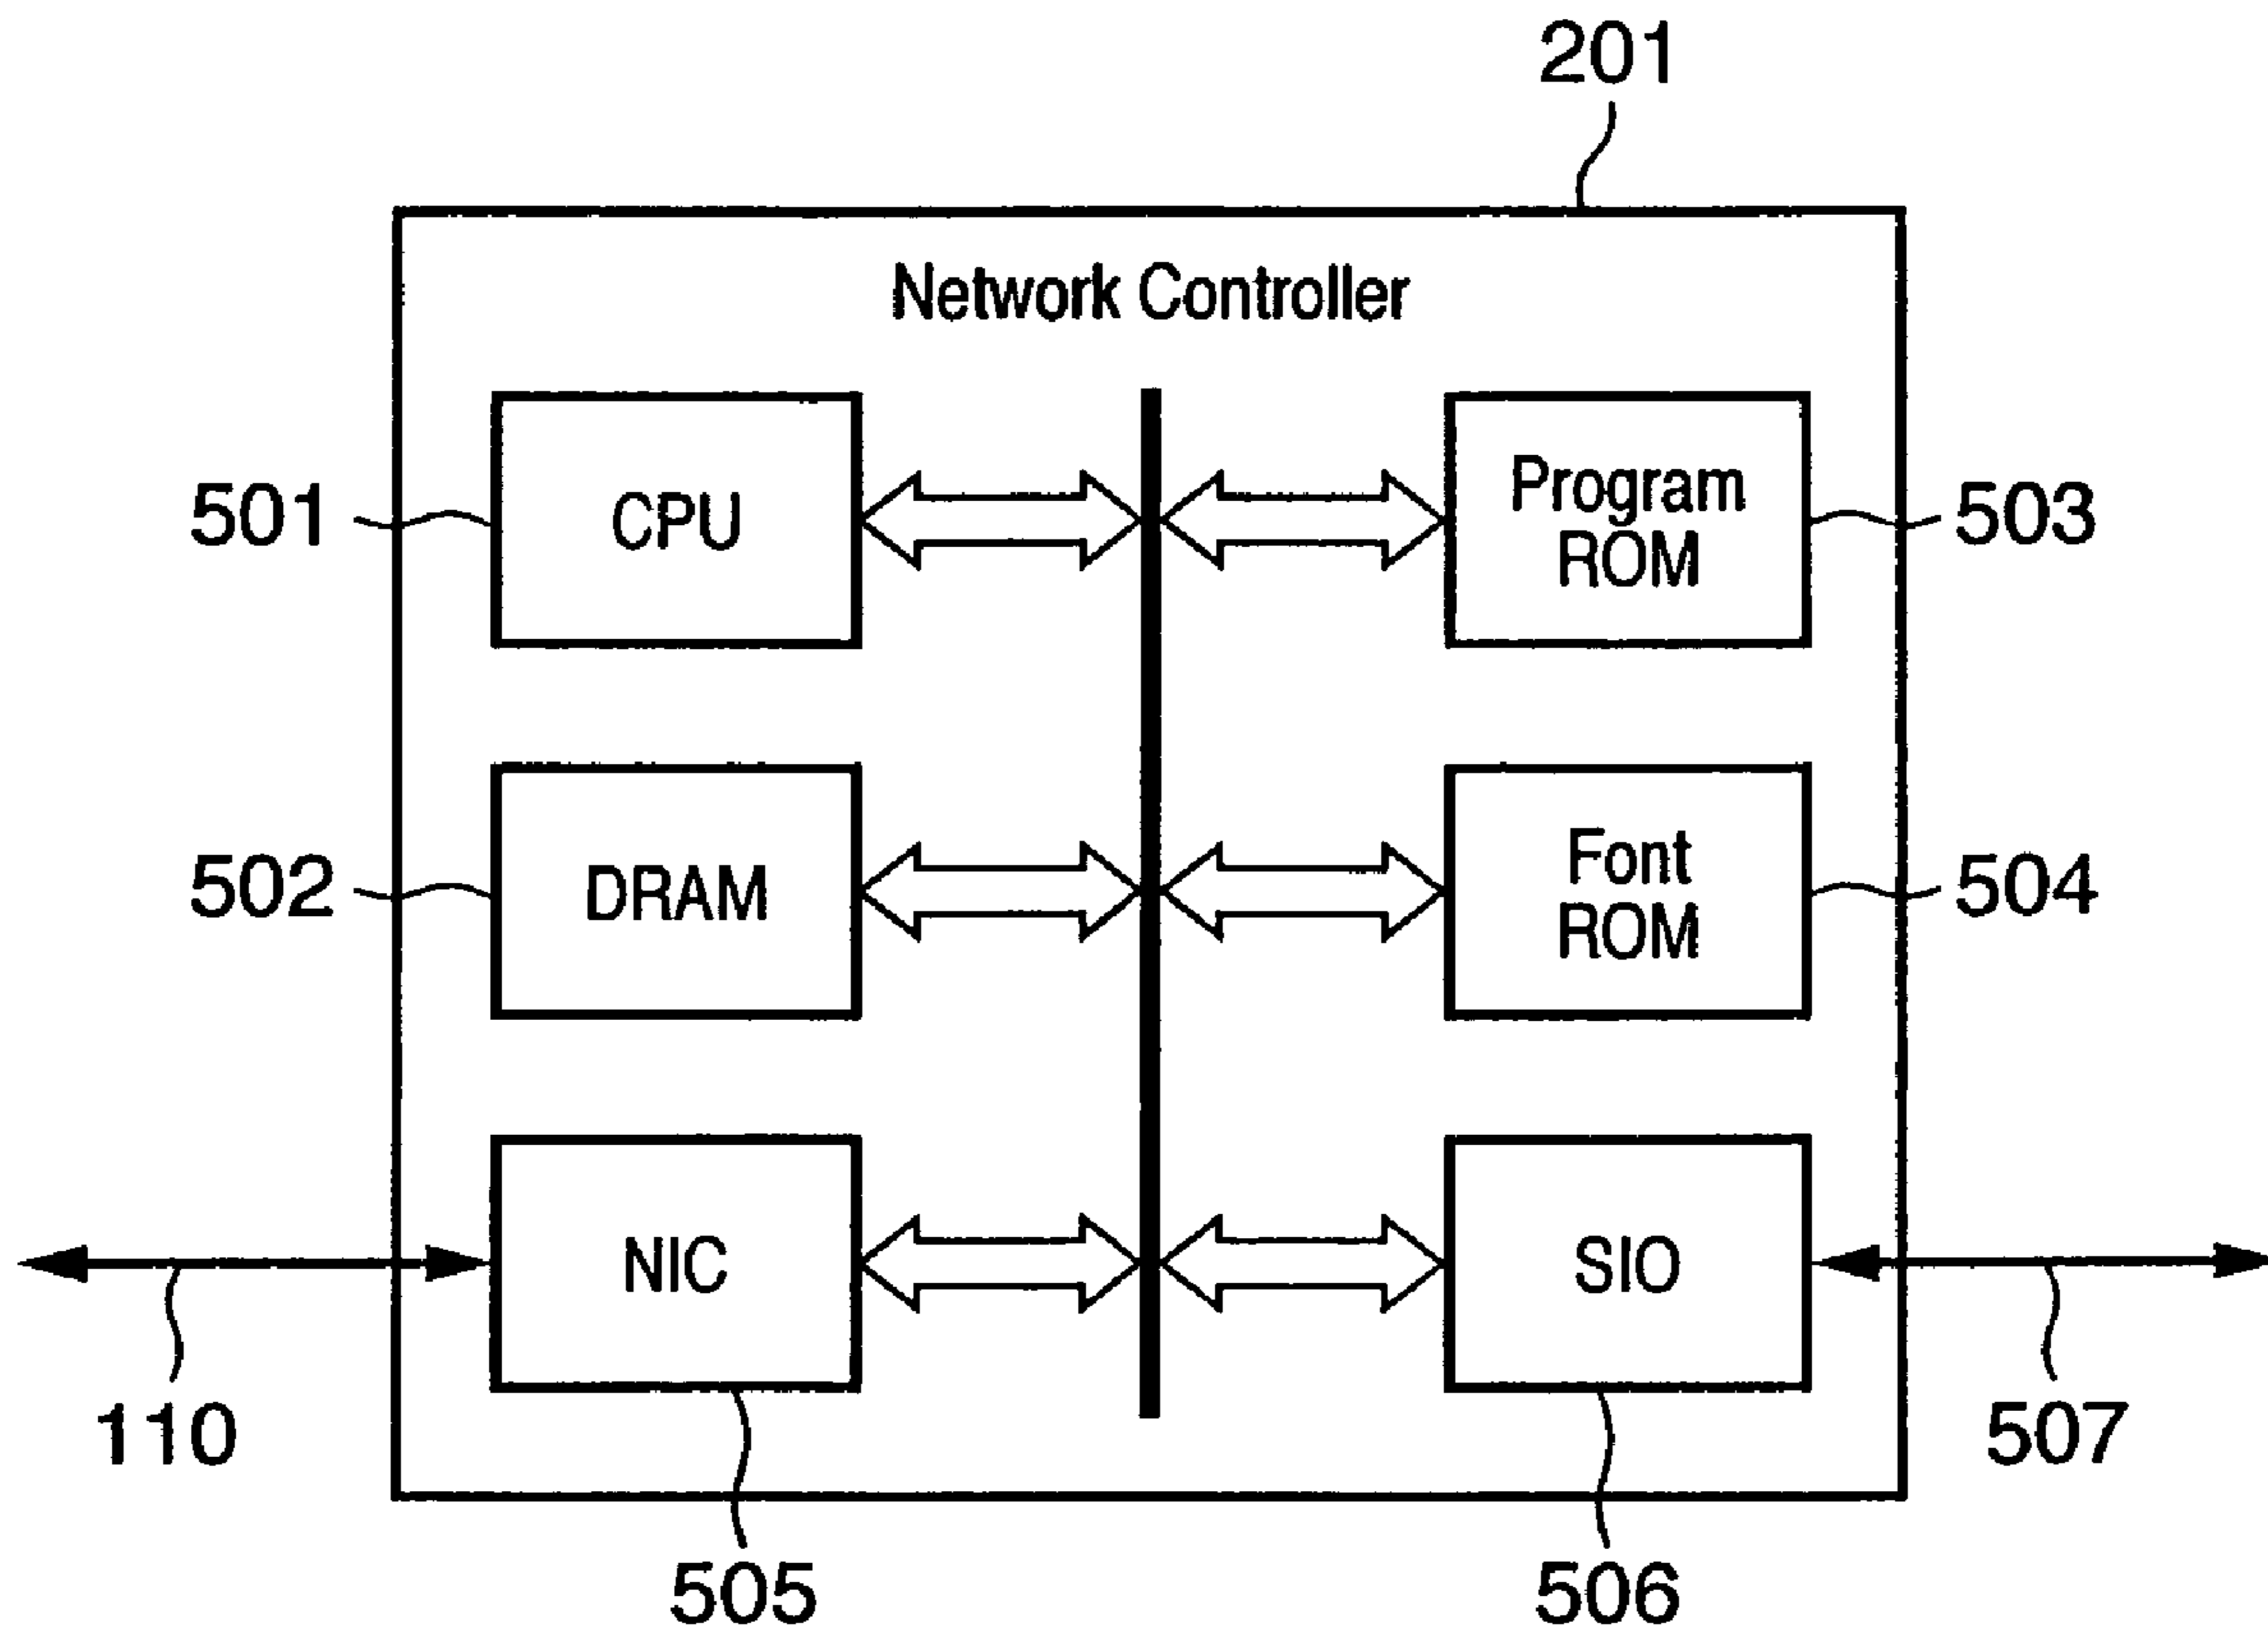 201
Network Controller
501
CPU
Program
ROM
503
502
DRAM
Font
ROM
504
NIC
SIO
110
507
505
506